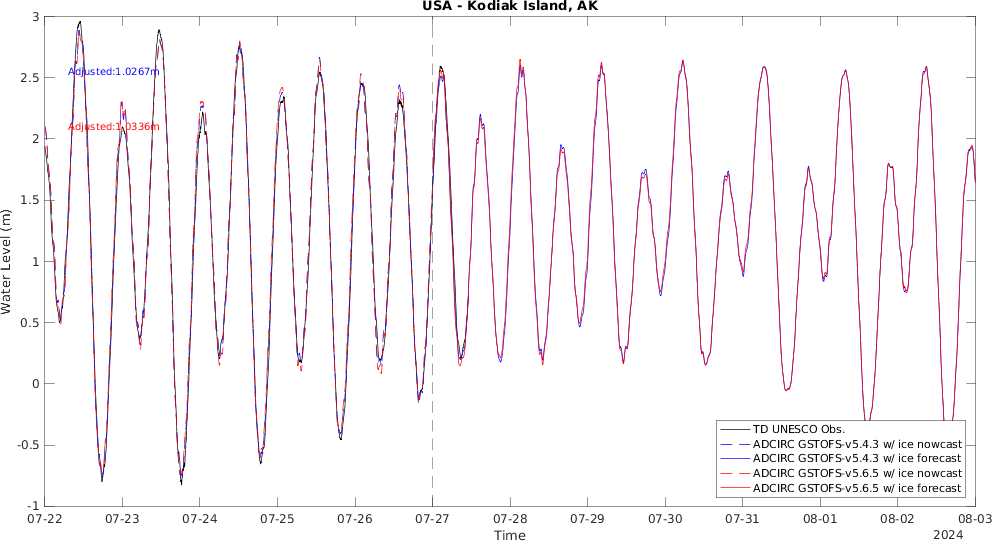 USA - Kodiak Island, AK
3
2.5
2
1.5
1
0.5
0
-0.5
-1
Water Level (m)
Adjusted:1.0267m
Adjusted:1.0336m
TD UNESCO Obs.
ADCIRC GSTOFS-v5.4.3 w/ ice nowcast
ADCIRC GSTOFS-v5.4.3 w/ ice forecast
ADCIRC GSTOFS-v5.6.5 w/ ice nowcast
ADCIRC GSTOFS-v5.6.5 w/ ice forecast
07-22 07-23 07-24 07-25 07-26 07-27 07-28 07-29 07-30 07-31 08-01 08-02 08-03
Time
2024